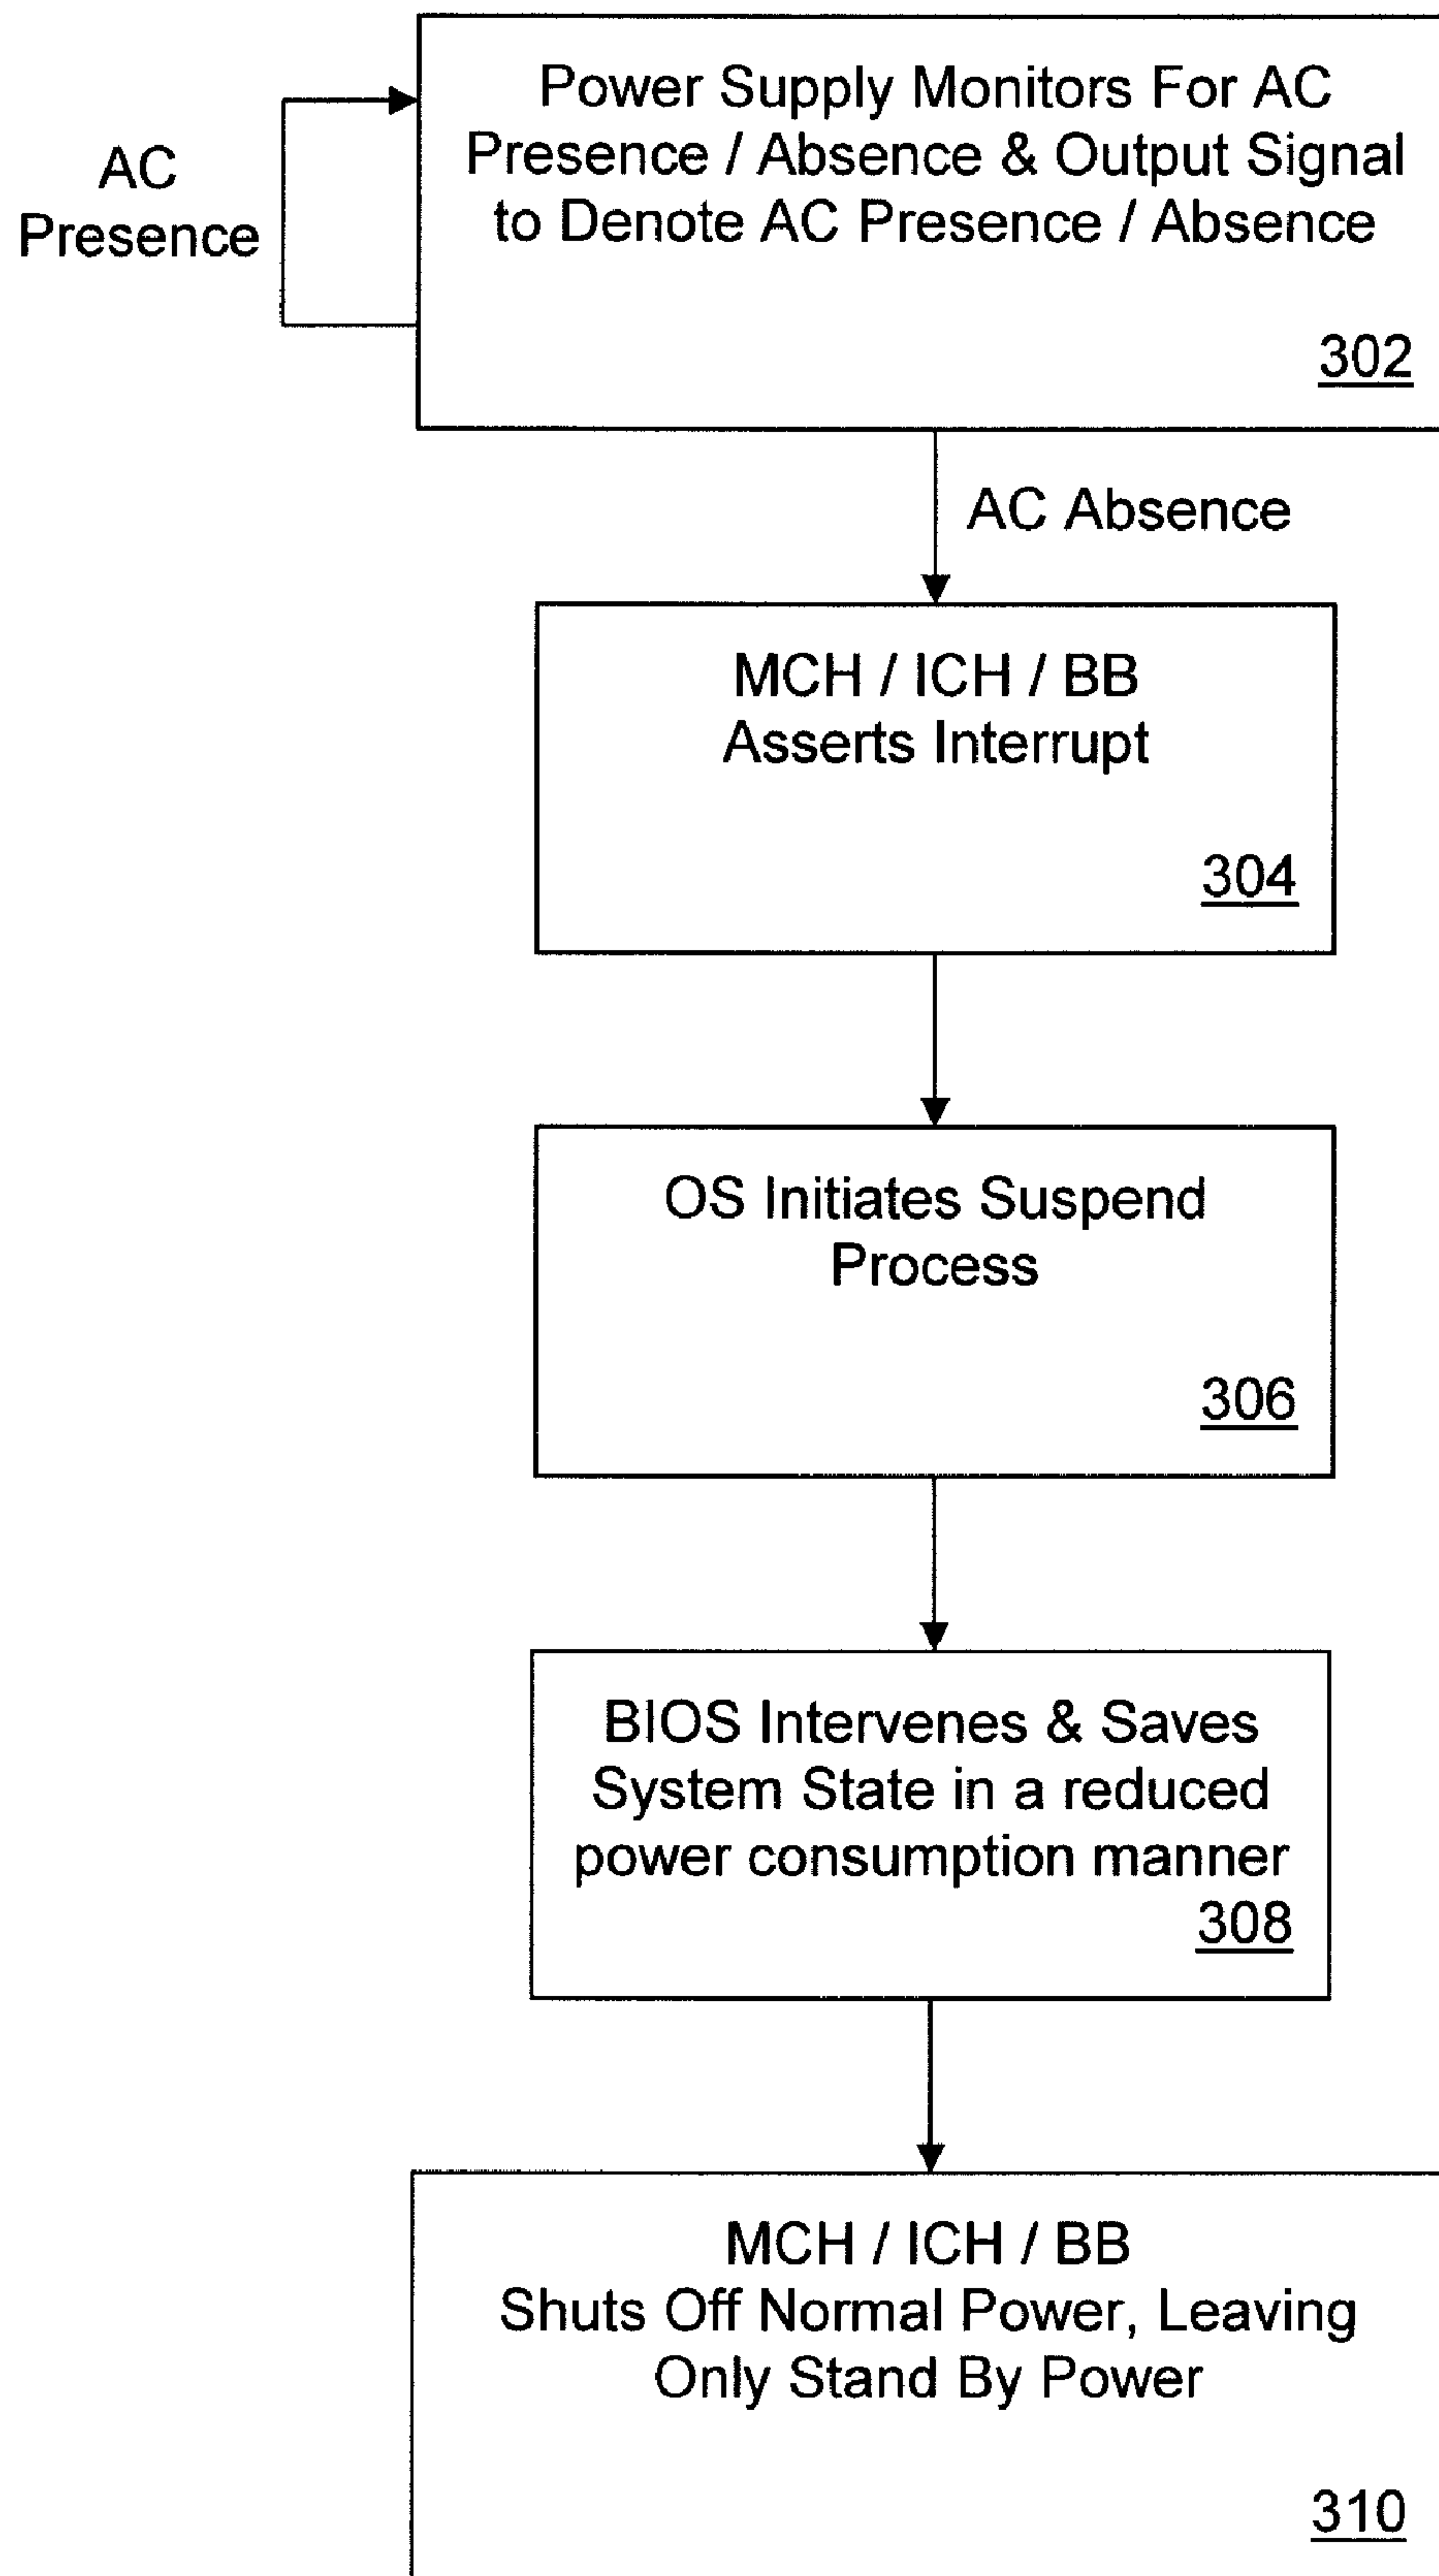 Power Supply Monitors For AC
Presence / Absence & Output Signal
to Denote AC Presence / Absence
302
AC
Presence
AC Absence
MCH / ICH / BB
Asserts Interrupt
304
OS Initiates Suspend
Process
306
BIOS Intervenes & Saves
System State in a reduced
power consumption manner
308
MCH / ICH / BB
Shuts Off Normal Power, Leaving
Only Stand By Power
310